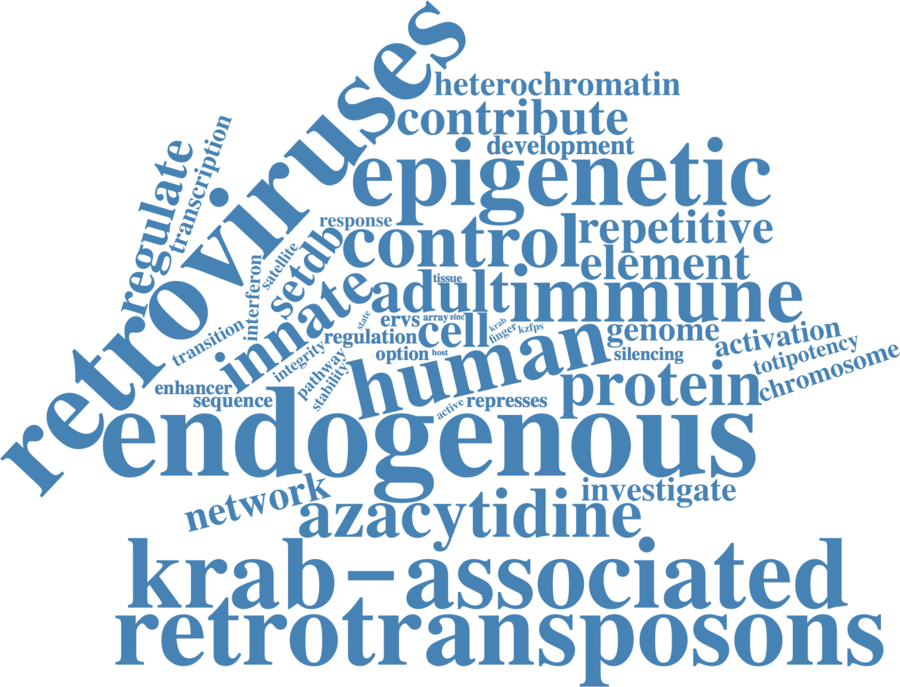 retroviruses
heterochromatin
contribute
development
epigenetic
regulate
transcription
response
control
repetitive
element
satellite
interferon
setdb
innate
tissue
adult
immune
state
ervs
array
zinc
krab
finger
kzfps
cell
genome
activation
transition
regulation
option
host
human
silencing
totipotency
chromosome
integrity
pathway
stability
enhancer
sequence
active
represses
protein
endogenous
network
investigate
azacytidine
krab-associated
retrotransposons